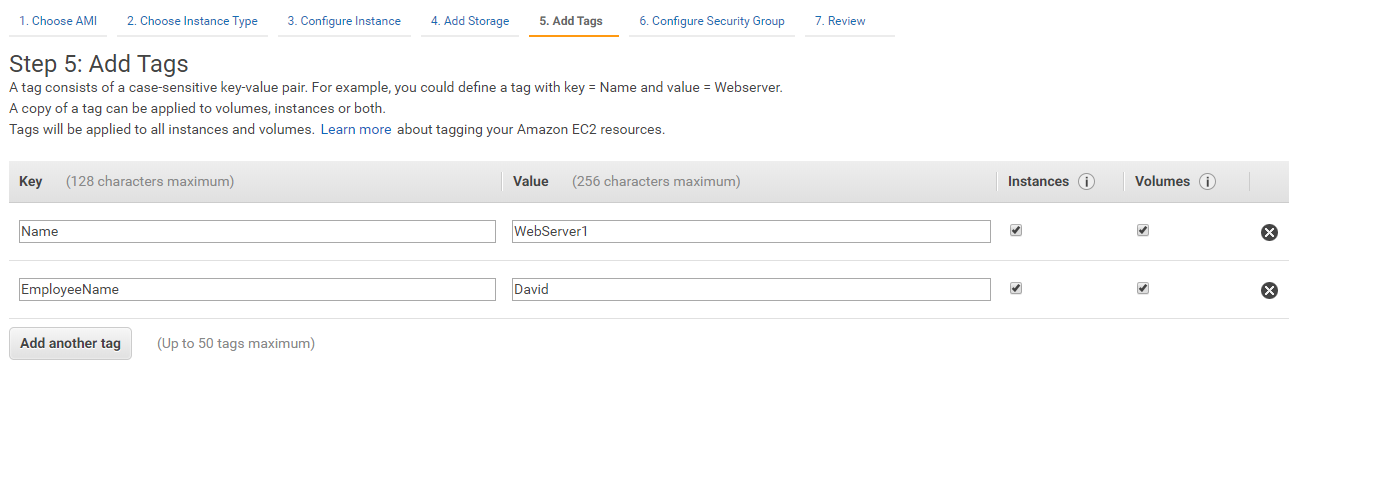 1. Choose AMI 2. Choose Instance Type 3. Configure Instance 4. Add Storage 5. Add Tags 6. Configure Security Group 7. Review
Step 5: Add Tags
A tag consists of a case-sensitive key-value pair. For example, you could define a tag with key = Name and value = Webserver.
A copy of a tag can be applied to volumes, instances or both.
Tags will be applied to all instances and volumes. Learn more about tagging your Amazon EC2 resources.
Key (128 characters maximum) Value (256 characters maximum) Instances i Volumes i
Name WebServer1
EmployeeName David
Add another tag (Up to 50 tags maximum)